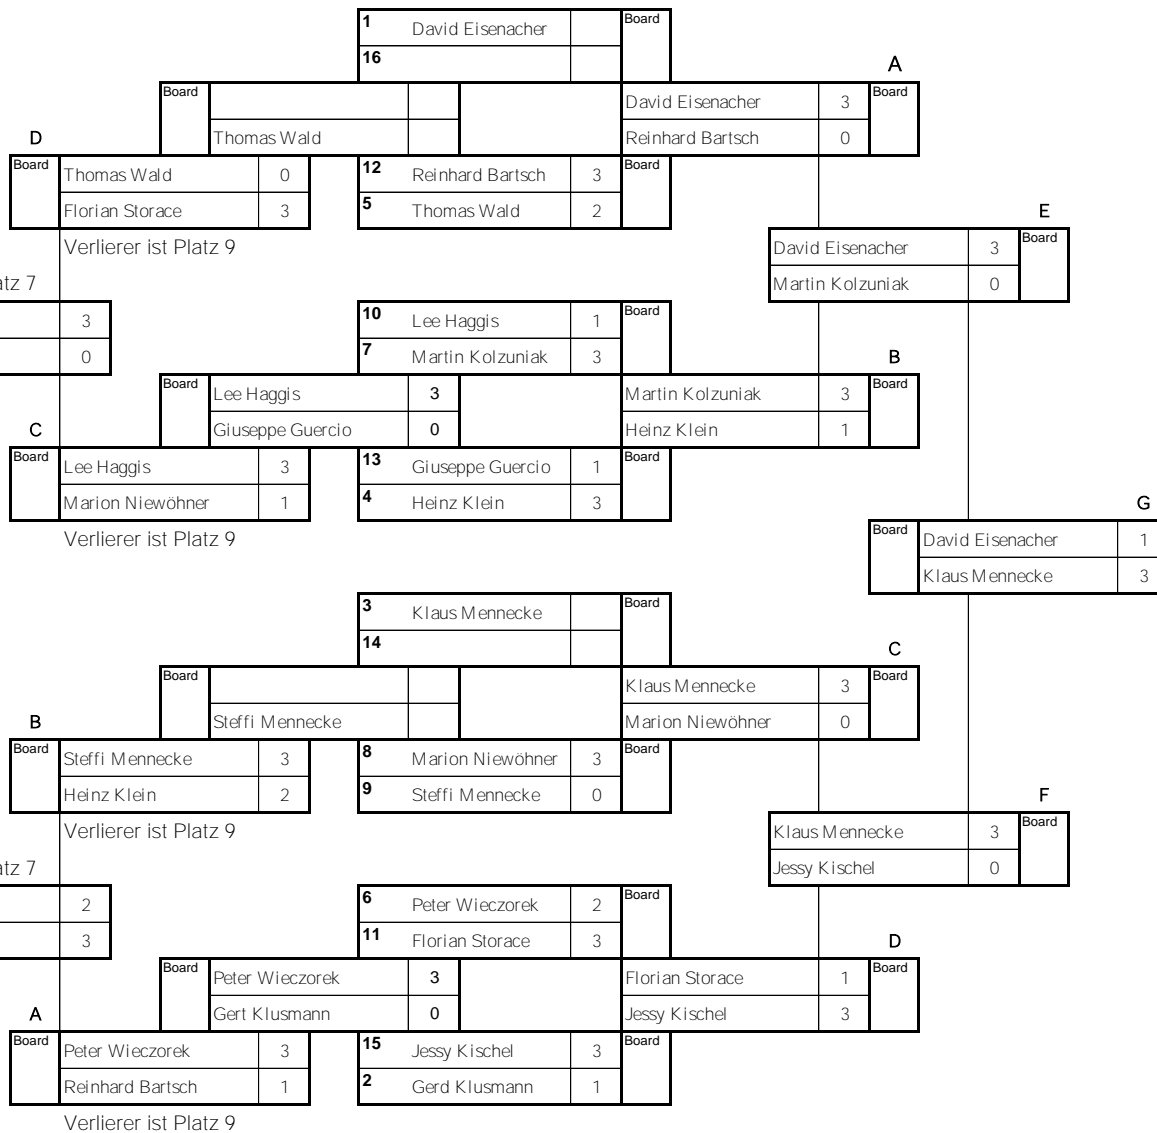 1 David Eisenacher Board
16
A
Board David Eisenacher 3 Board
Thomas Wald Reinhard Bartsch 0
D
Board Thomas Wald 0 12 Reinhard Bartsch 3 Board
Florian Storace 3 5 Thomas Wald 2
E
Verlierer ist Platz 9 David Eisenacher 3 Board
atz 7 Martin Kolzuniak 0
3 10 Lee Haggis 1 Board
0 7 Martin Kolzuniak 3
B
Board Lee Haggis 3 Martin Kolzuniak 3 Board
Giuseppe Guercio 0 Heinz Klein 1
C
Board Lee Haggis 3 13 Giuseppe Guercio 1 Board
Marion Niewöhner 1 4 Heinz Klein 3
G
Verlierer ist Platz 9 Board David Eisenacher 1
Klaus Mennecke 3
3 Klaus Mennecke Board
14
C
Board Klaus Mennecke 3 Board
Steffi Mennecke Marion Niewöhner 0
B
Board Steffi Mennecke 3 8 Marion Niewöhner 3 Board
Heinz Klein 2 9 Steffi Mennecke 0
F
Verlierer ist Platz 9 Klaus Mennecke 3 Board
atz 7 Jessy Kischel 0
2 6 Peter Wieczorek 2 Board
3 11 Florian Storace 3
D
Board Peter Wieczorek 3 Florian Storace 1 Board
Gert Klusmann 0 Jessy Kischel 3
A
Board Peter Wieczorek 3 15 Jessy Kischel 3 Board
Reinhard Bartsch 1 2 Gerd Klusmann 1
Verlierer ist Platz 9